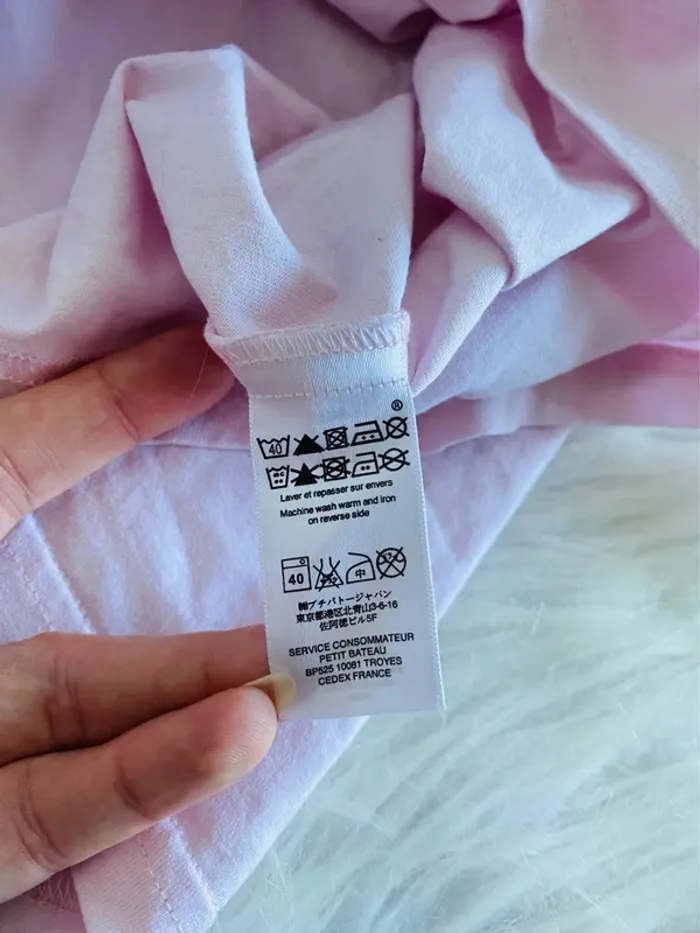 ®
40
40°C
Laver et repasser sur envers
Machine wash warm and iron
on reverse side
40 中
㈱プチバトージャパン
東京都港区北青山3-6-16
佐阿徳ビル5F
SERVICE CONSOMMATEUR
PETIT BATEAU
BP525 10081 TROYES
CEDEX FRANCE